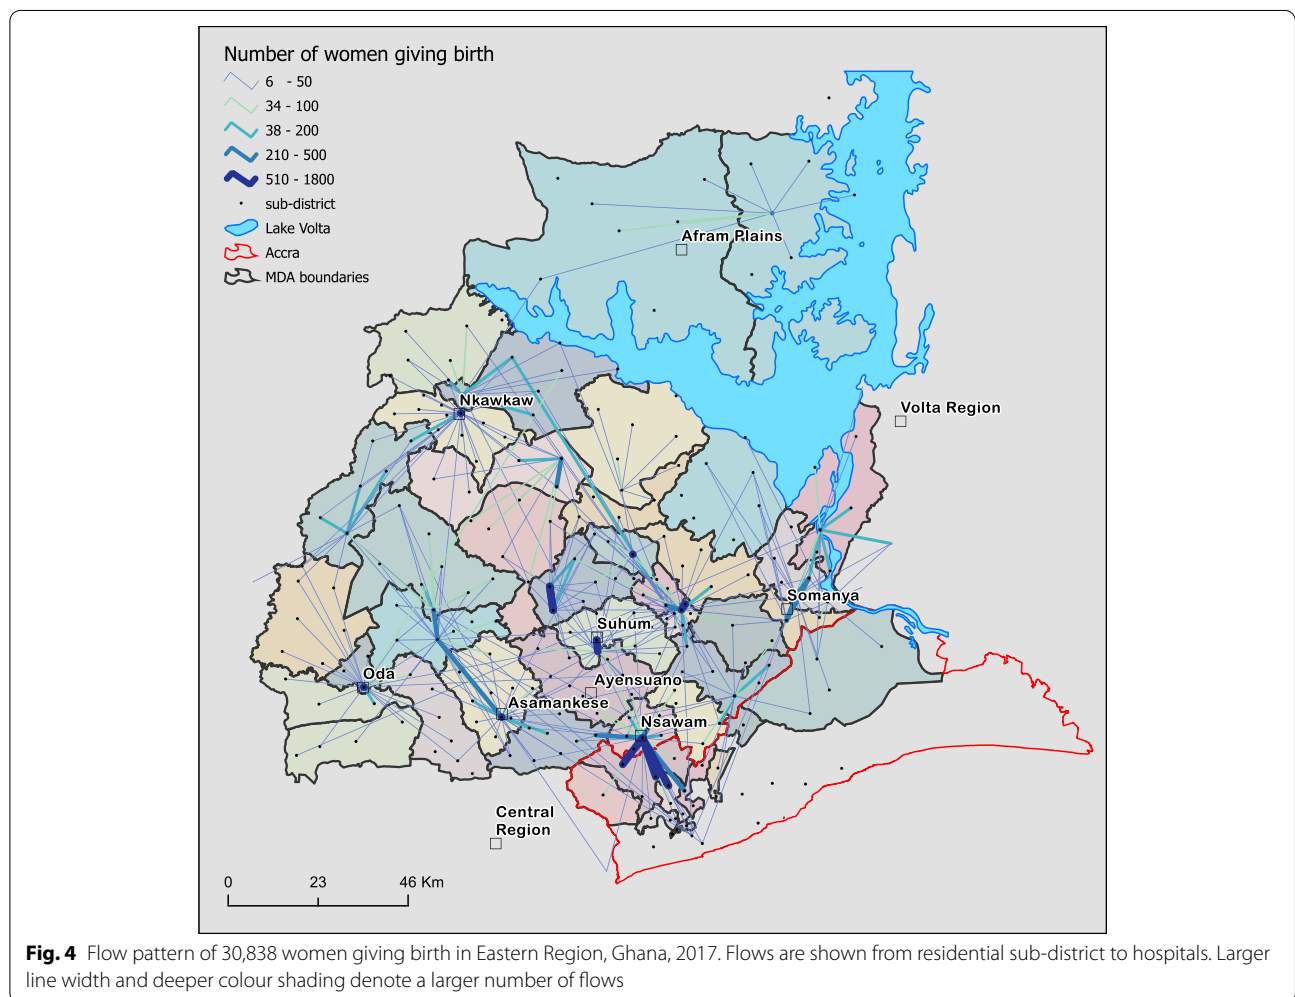 Number of women giving birth
6 - 50
34 - 100
38 - 200
210 - 500
510 - 1800
sub-district
Lake Volta
Accra
MDA boundaries
Afram Plains
Nkawkaw
Volta Region
Somanya
Suhum
Oda
Ayensuano
Asamankese
Nsawam
Central
Region
0 23 46 Km
Fig. 4 Flow pattern of 30,838 women giving birth in Eastern Region, Ghana, 2017. Flows are shown from residential sub-district to hospitals. Larger
line width and deeper colour shading denote a larger number of flows